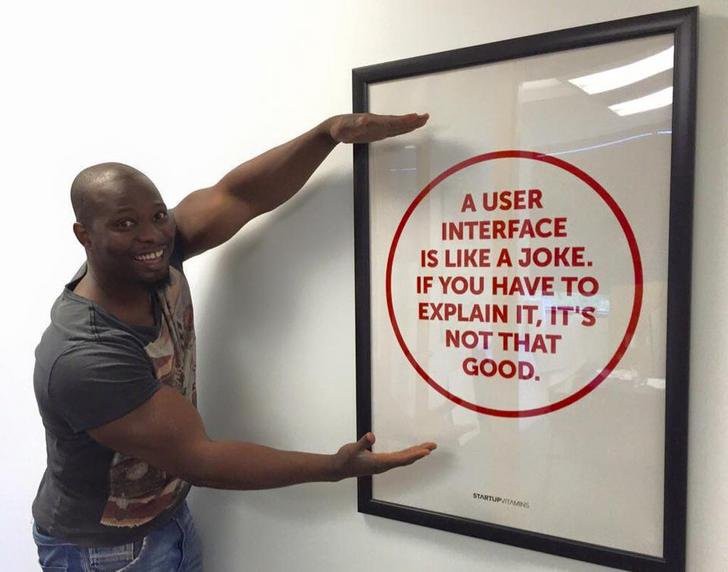 A USER
INTERFACE
IS LIKE A JOKE.
IF YOU HAVE TO
EXPLAIN IT, IT'S
NOT THAT
GOOD.
STARTUPVITAMINS